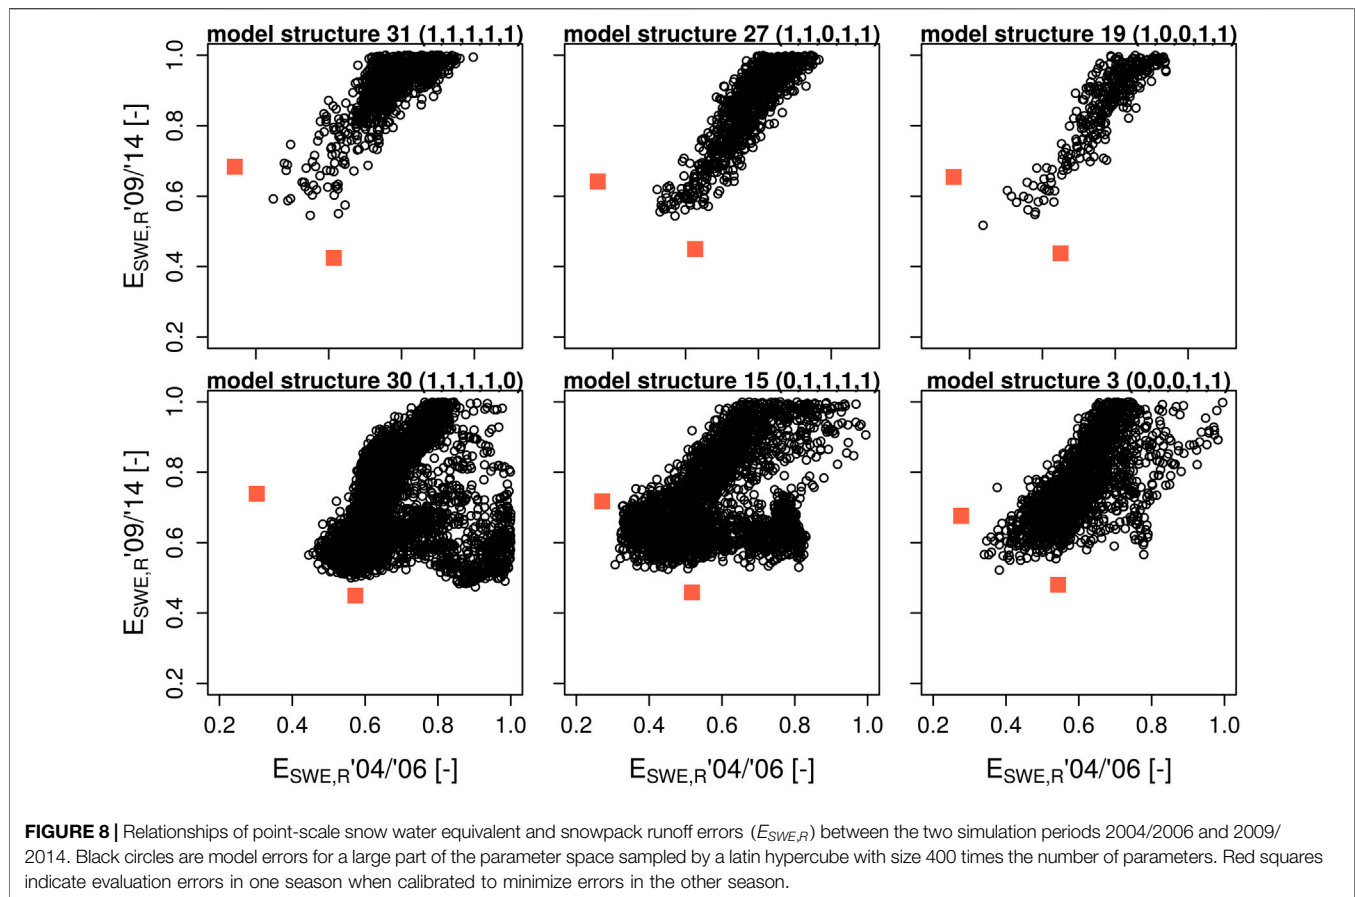 model structure 31 (1,1,1,1,1) model structure 27 (1,1,0,1,1) model structure 19 (1,0,0,1,1)
E_SWE,R'09/'14 [-]
1.0
0.8
0.6
0.4
0.2
model structure 30 (1,1,1,1,0) model structure 15 (0,1,1,1,1) model structure 3 (0,0,0,1,1)
E_SWE,R'09/'14 [-]
1.0
0.8
0.6
0.4
0.2
0.2 0.4 0.6 0.8 1.0 0.2 0.4 0.6 0.8 1.0 0.2 0.4 0.6 0.8 1.0
E_SWE,R'04/'06 [-] E_SWE,R'04/'06 [-] E_SWE,R'04/'06 [-]
FIGURE 8 | Relationships of point-scale snow water equivalent and snowpack runoff errors (E_SWE,R) between the two simulation periods 2004/2006 and 2009/
2014. Black circles are model errors for a large part of the parameter space sampled by a latin hypercube with size 400 times the number of parameters. Red squares
indicate evaluation errors in one season when calibrated to minimize errors in the other season.